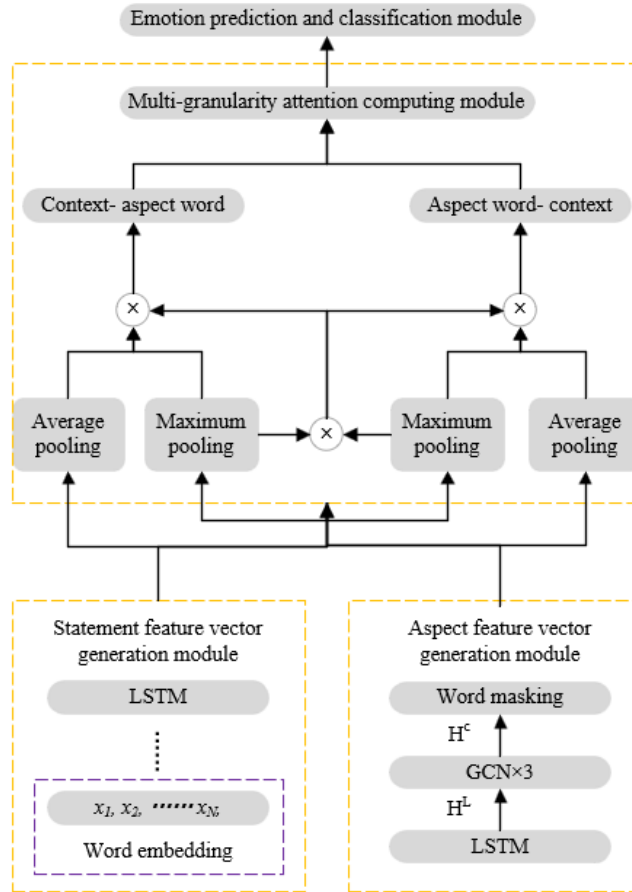 Emotion prediction and classification module
Multi-granularity attention computing module
Context- aspect word
Aspect word- context
×
×
Average
pooling
Maximum
pooling
×
Maximum
pooling
Average
pooling
Statement feature vector
generation module
LSTM
x1, x2, ······xN,
Word embedding
Aspect feature vector
generation module
Word masking
H^c
GCN×3
H^L
LSTM